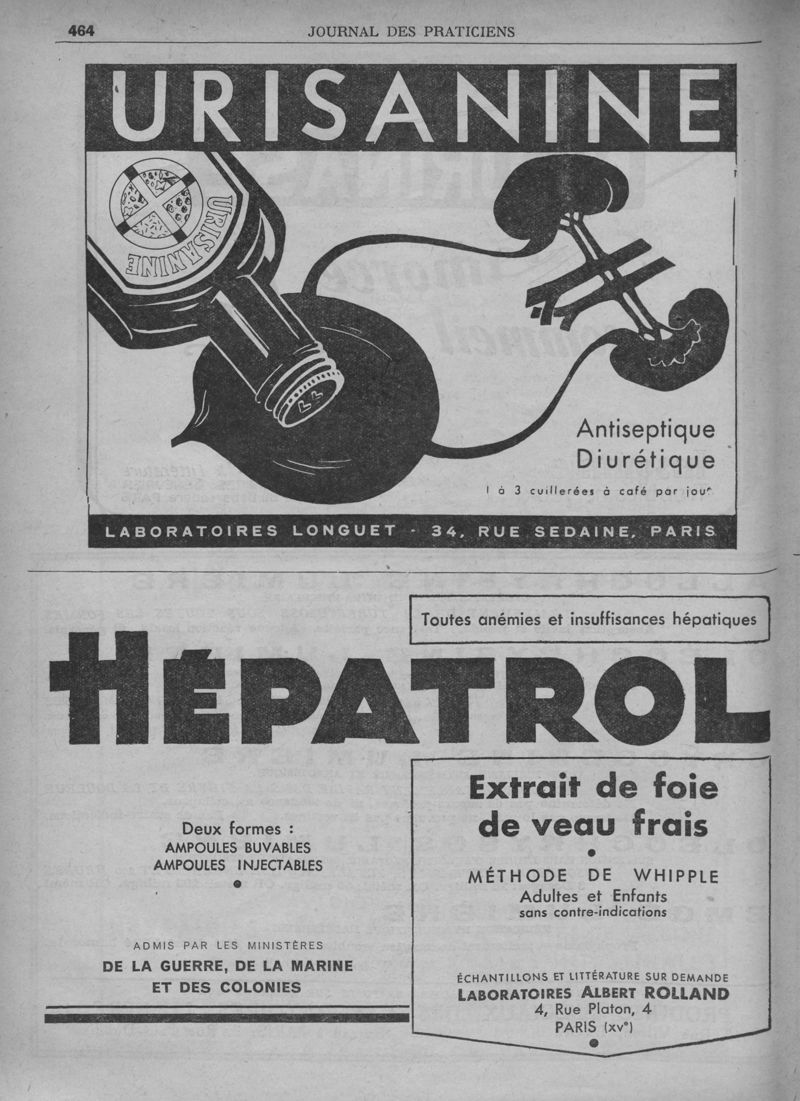 464
JOURNAL DES PRATICIENS
URISANINE
URISANINE
LL
Antiseptique
Diurétique
1 à 3 cuillerées à café par jour
LABORATOIRES LONGUET - 34, RUE SEDAINE, PARIS
Toutes anémies et insuffisances hépatiques
HÉPATROL
Deux formes :
AMPOULES BUVABLES
AMPOULES INJECTABLES
ADMIS PAR LES MINISTÈRES
DE LA GUERRE, DE LA MARINE
ET DES COLONIES
Extrait de foie
de veau frais
MÉTHODE DE WHIPPLE
Adultes et Enfants
sans contre-indications
ÉCHANTILLONS ET LITTÉRATURE SUR DEMANDE
LABORATOIRES ALBERT ROLLAND
4, Rue Platon, 4
PARIS (XVº)